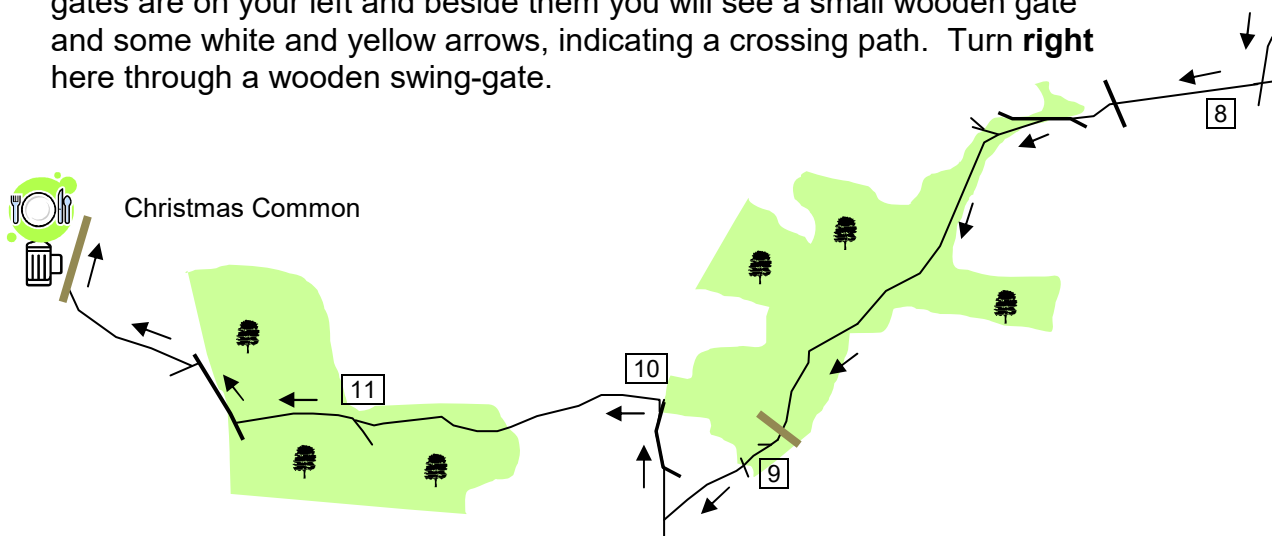 gates are on your left and beside them you will see a small wooden gate
and some white and yellow arrows, indicating a crossing path.  Turn right
here through a wooden swing-gate.
8
Christmas Common
10
11
9